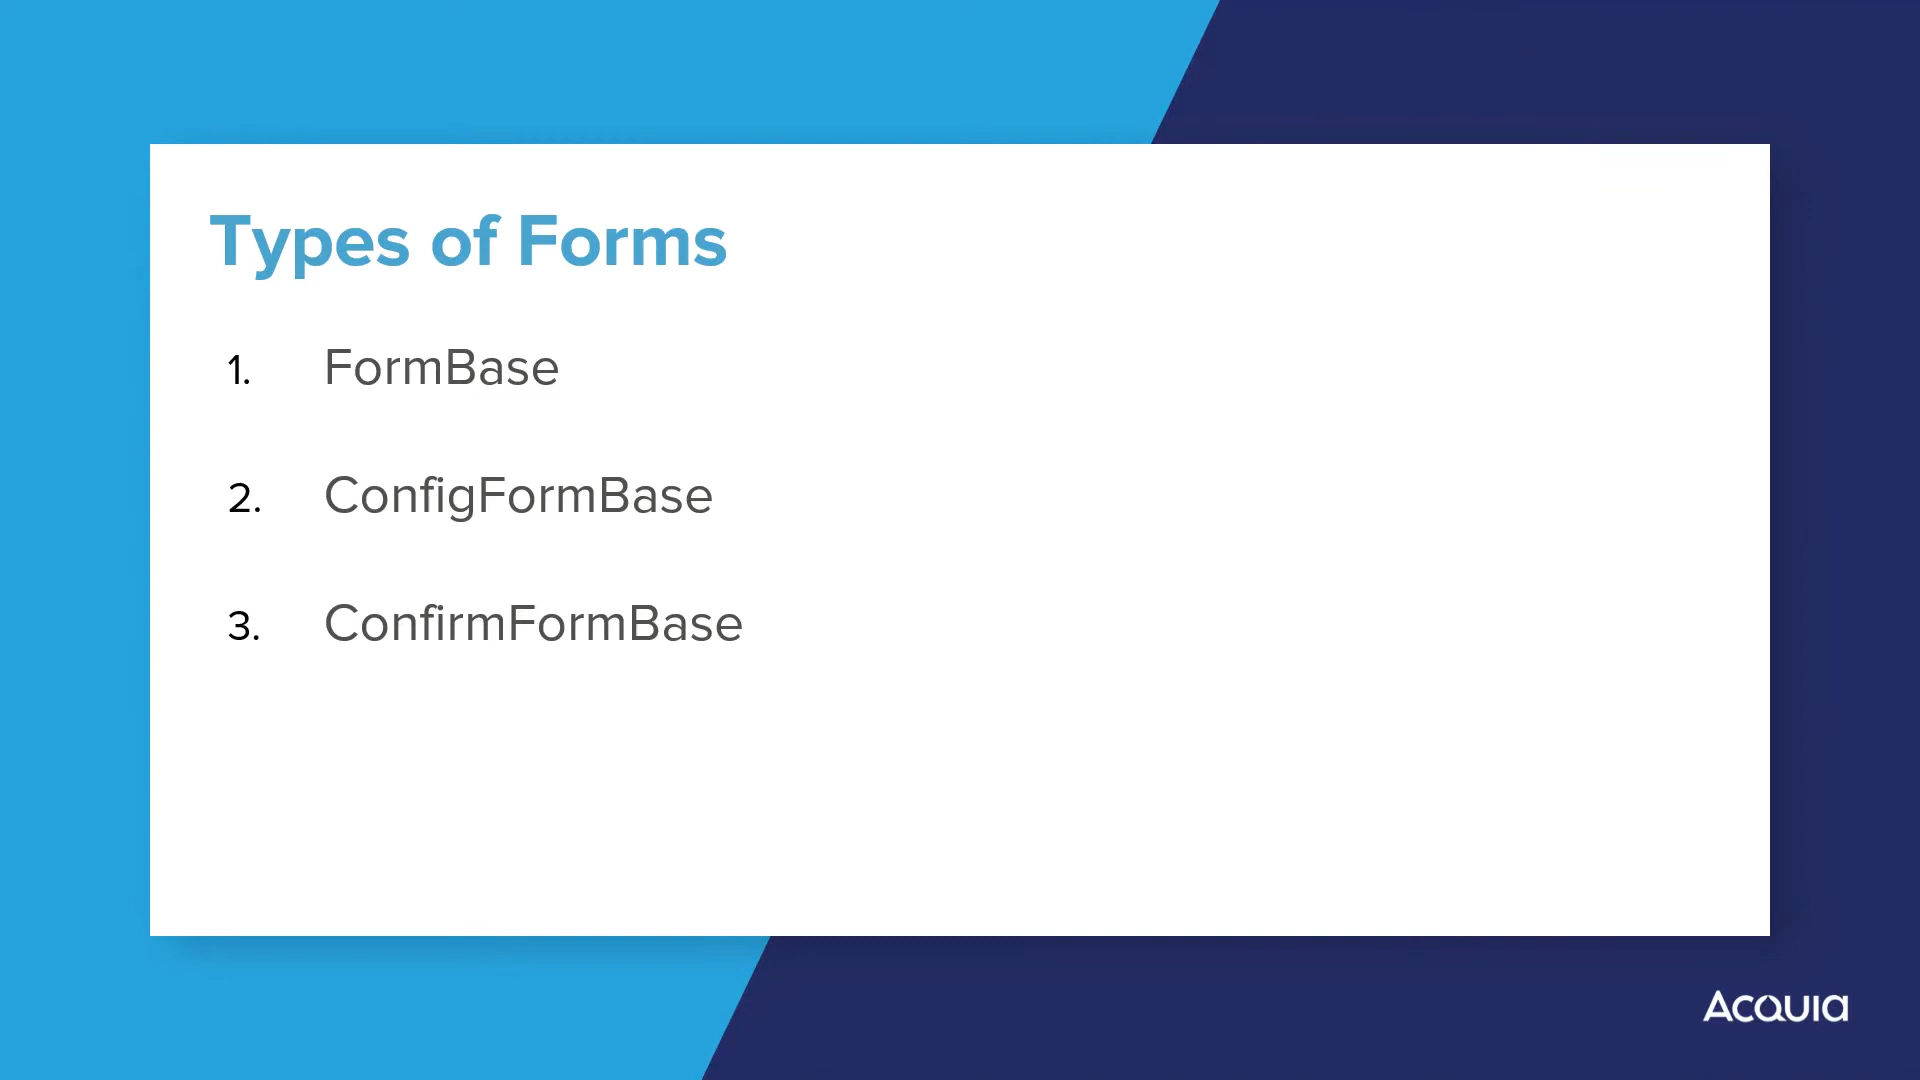 Types of Forms
1. FormBase
2. ConfigFormBase
3. ConfirmFormBase
Acquia